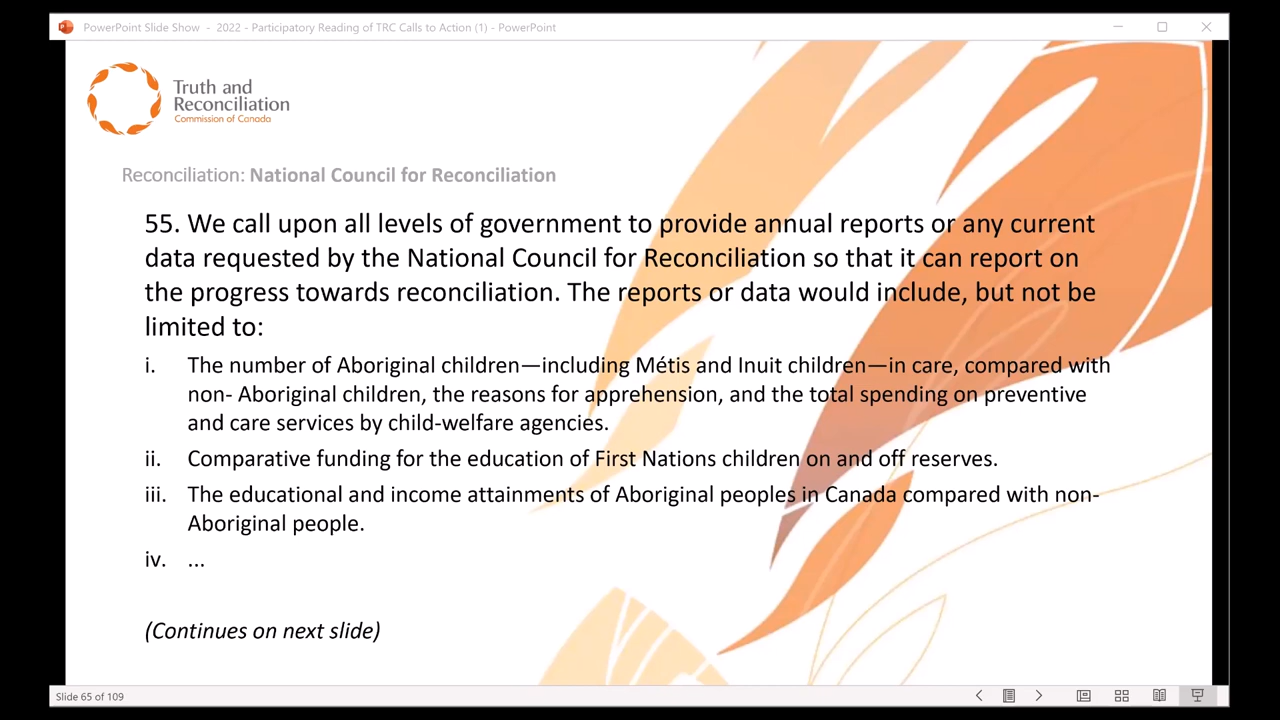 PowerPoint Slide Show - 2022 - Participatory Reading of TRC Calls to Action (1) - PowerPoint
Truth and
Reconciliation
Commission of Canada
Reconciliation: National Council for Reconciliation
55. We call upon all levels of government to provide annual reports or any current
data requested by the National Council for Reconciliation so that it can report on
the progress towards reconciliation. The reports or data would include, but not be
limited to:
i. The number of Aboriginal children—including Métis and Inuit children—in care, compared with
non- Aboriginal children, the reasons for apprehension, and the total spending on preventive
and care services by child-welfare agencies.
ii. Comparative funding for the education of First Nations children on and off reserves.
iii. The educational and income attainments of Aboriginal peoples in Canada compared with non-
Aboriginal people.
iv. ...
(Continues on next slide)
Slide 65 of 109